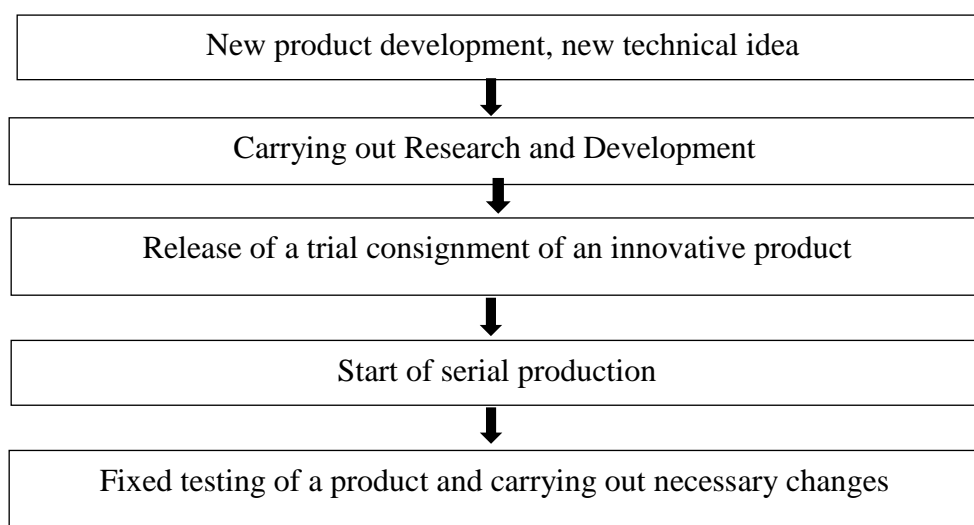 New product development, new technical idea
Carrying out Research and Development
Release of a trial consignment of an innovative product
Start of serial production
Fixed testing of a product and carrying out necessary changes